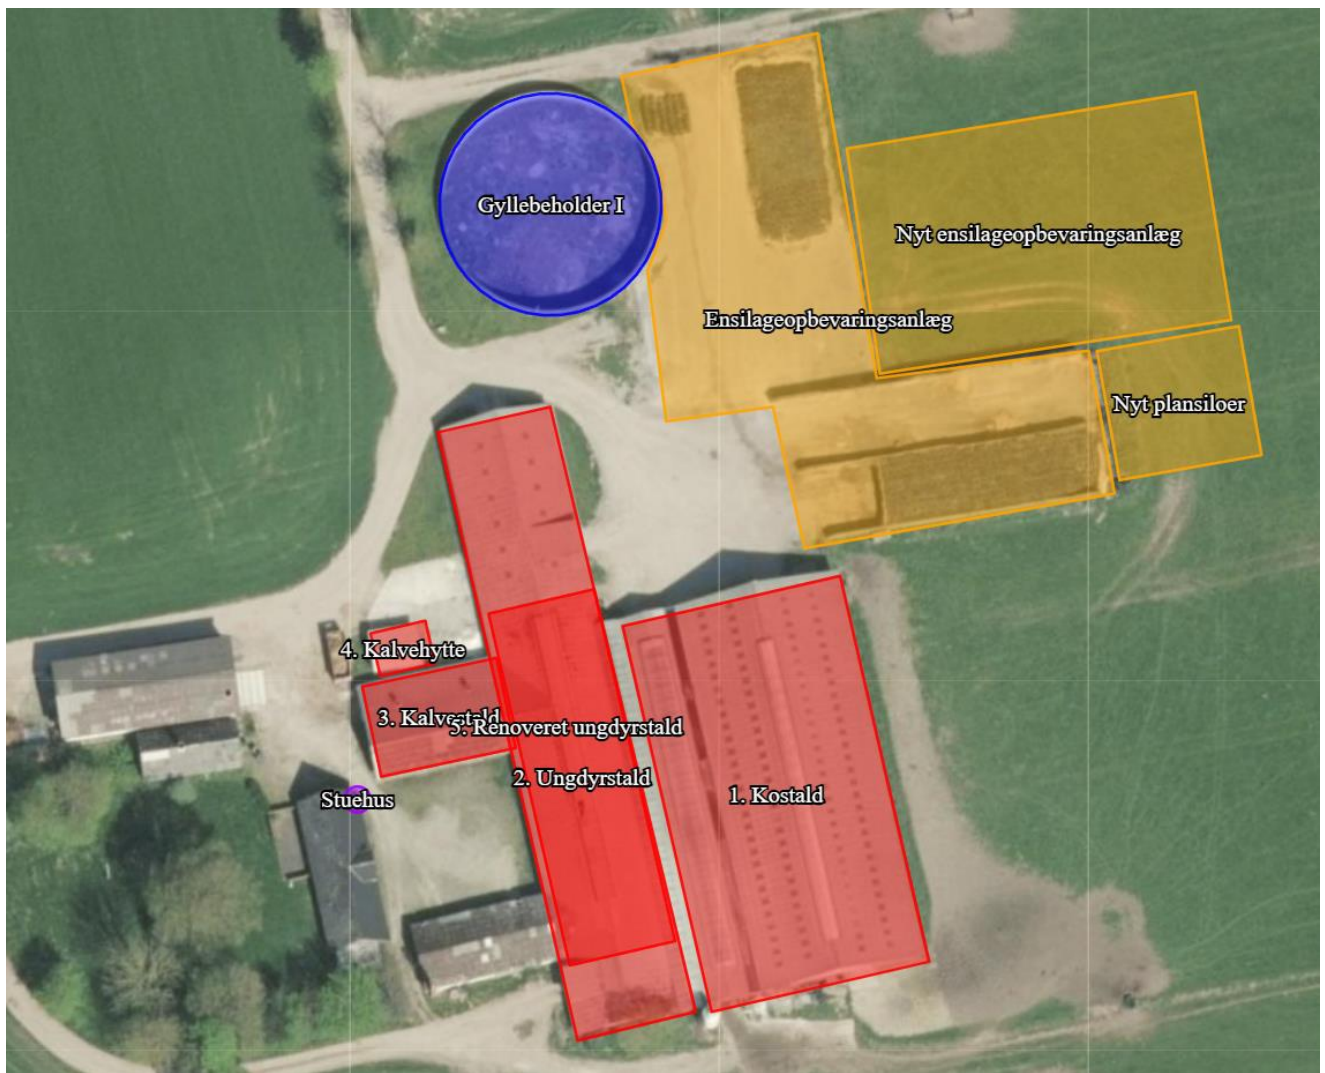 Gyllebeholder I
Nyt ensilageopbevaringsanlæg
Ensilageopbevaringsanlæg
Nyt plansiloer
4. Kalvehytte
3. Kalvestald
5. Renoveret ungdyrstald
2. Ungdyrstald
1. Kostald
Stuehus